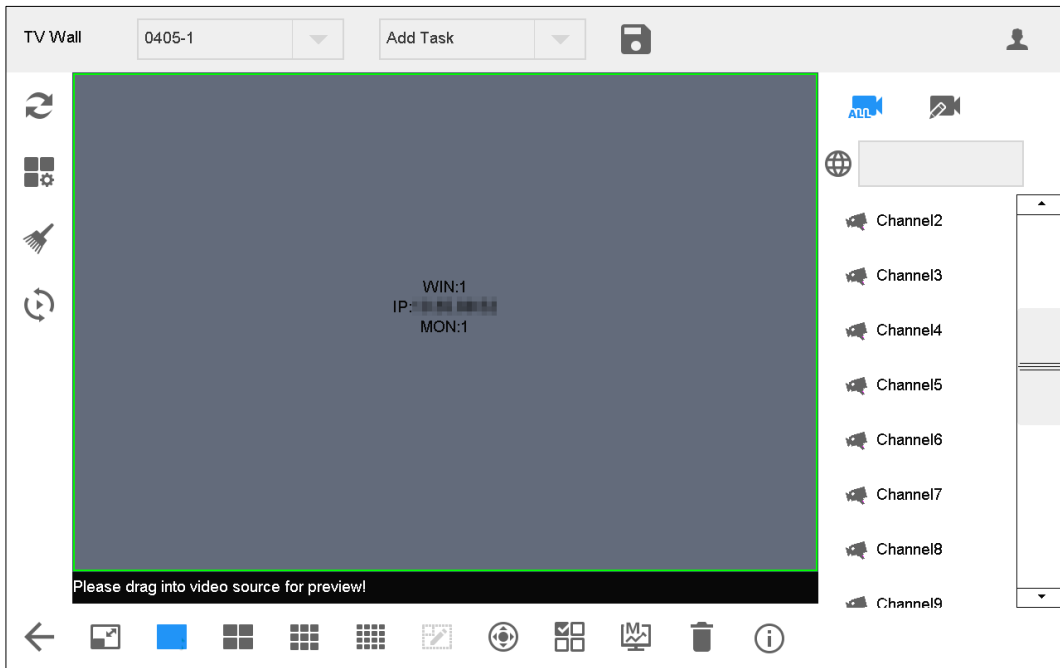 TV Wall
0405-1
Add Task
ALL
Channel2
Channel3
WIN:1
IP:
MON:1
Channel4
Channel5
Channel6
Channel7
Channel8
Please drag into video source for preview!
Channel9
M
i